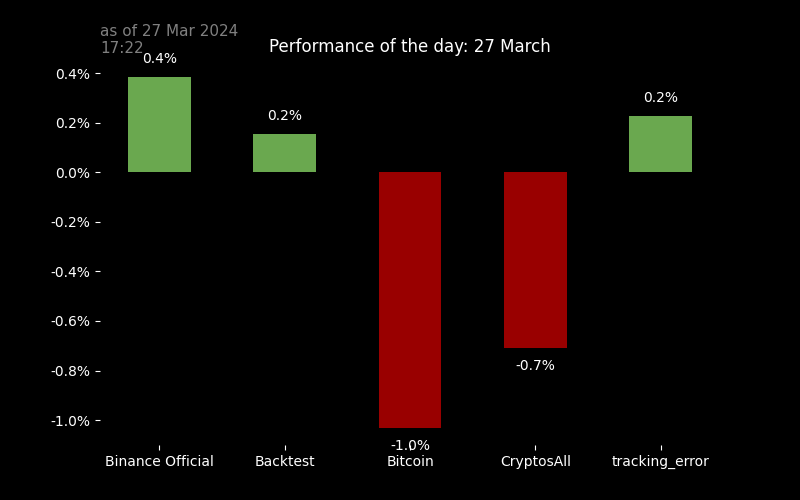 as of 27 Mar 2024
17:22
Performance of the day: 27 March
0.4%
0.2%
0.0%
-0.2%
-0.4%
-0.6%
-0.8%
-1.0%
0.4%
0.2%
-1.0%
-0.7%
0.2%
Binance Official
Backtest
Bitcoin
CryptosAll
tracking_error